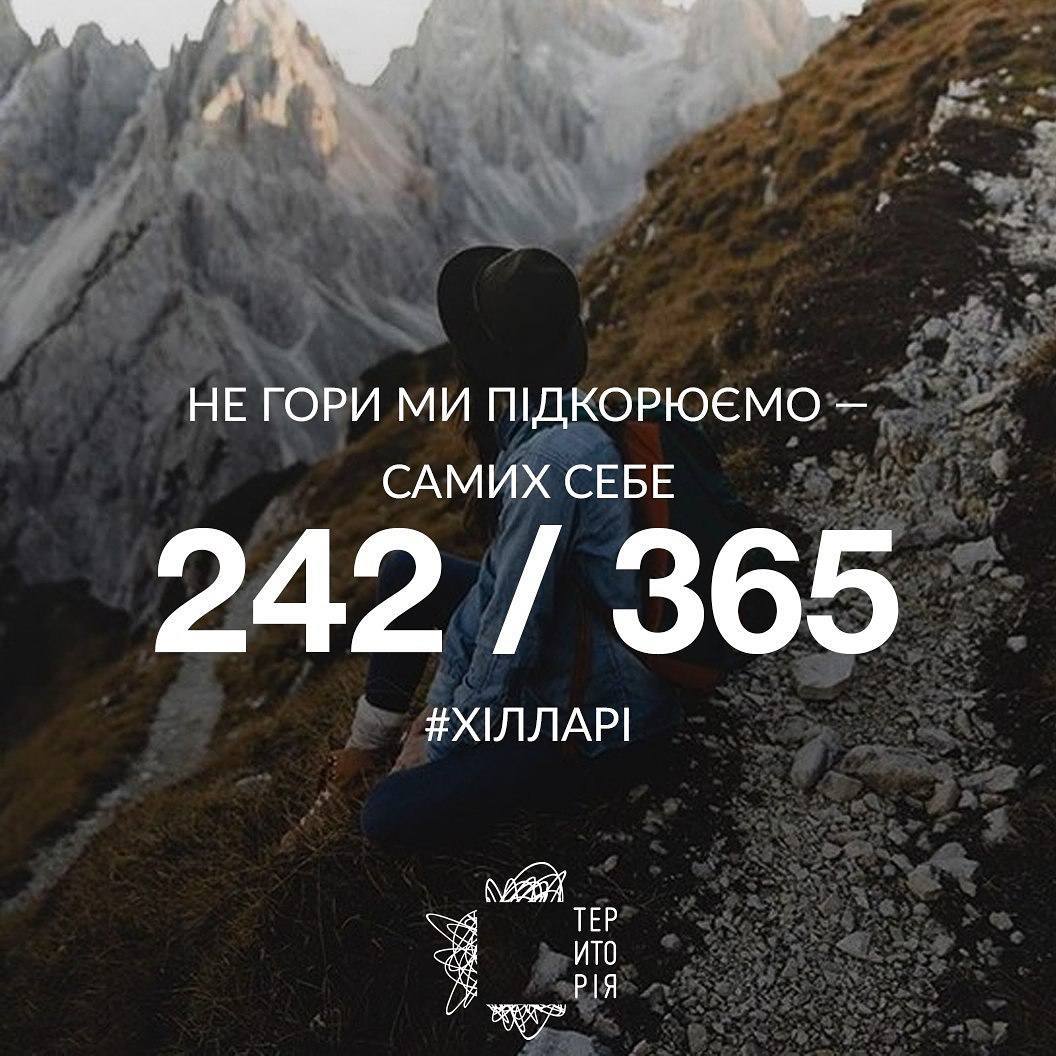 НЕ ГОРИ МИ ПІДКОРЮЄМО —
САМИХ СЕБЕ
242 / 365
#ХІЛЛАРІ
ТЕР
ИТО
РІЯ